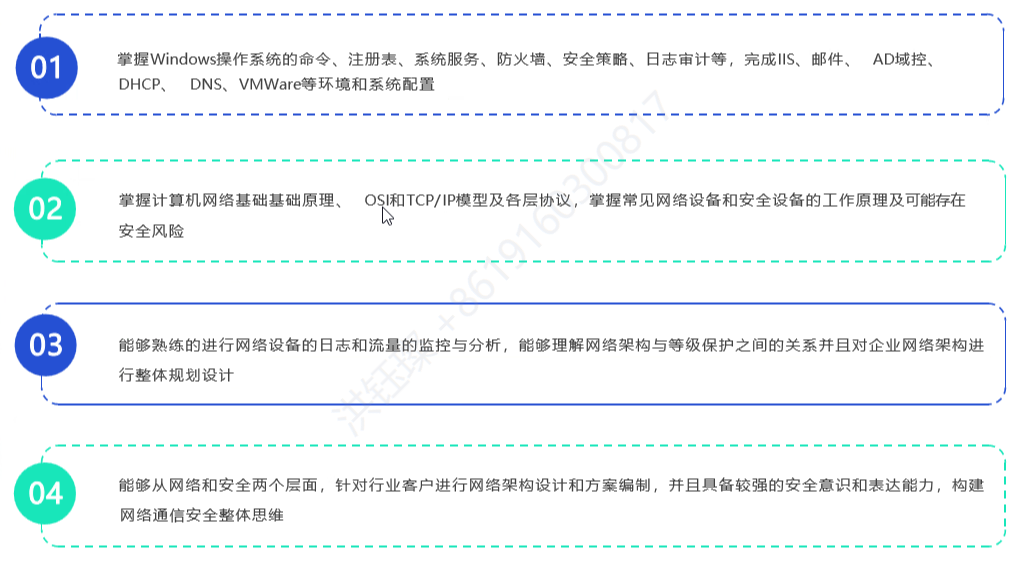 01
掌握Windows操作系统的命令、注册表、系统服务、防火墙、安全策略、日志审计等，完成IIS、邮件、 AD域控、
DHCP、 DNS、VMWare等环境和系统配置
02
掌握计算机网络基础基础原理、 OSI和TCP/IP模型及各层协议，掌握常见网络设备和安全设备的工作原理及可能存在
安全风险
03
能够熟练的进行网络设备的日志和流量的监控与分析，能够理解网络架构与等级保护之间的关系并且对企业网络架构进
行整体规划设计
04
能够从网络和安全两个层面，针对行业客户进行网络架构设计和方案编制，并且具备较强的安全意识和表达能力，构建
网络通信安全整体思维
洪钰璨 +8619160300817